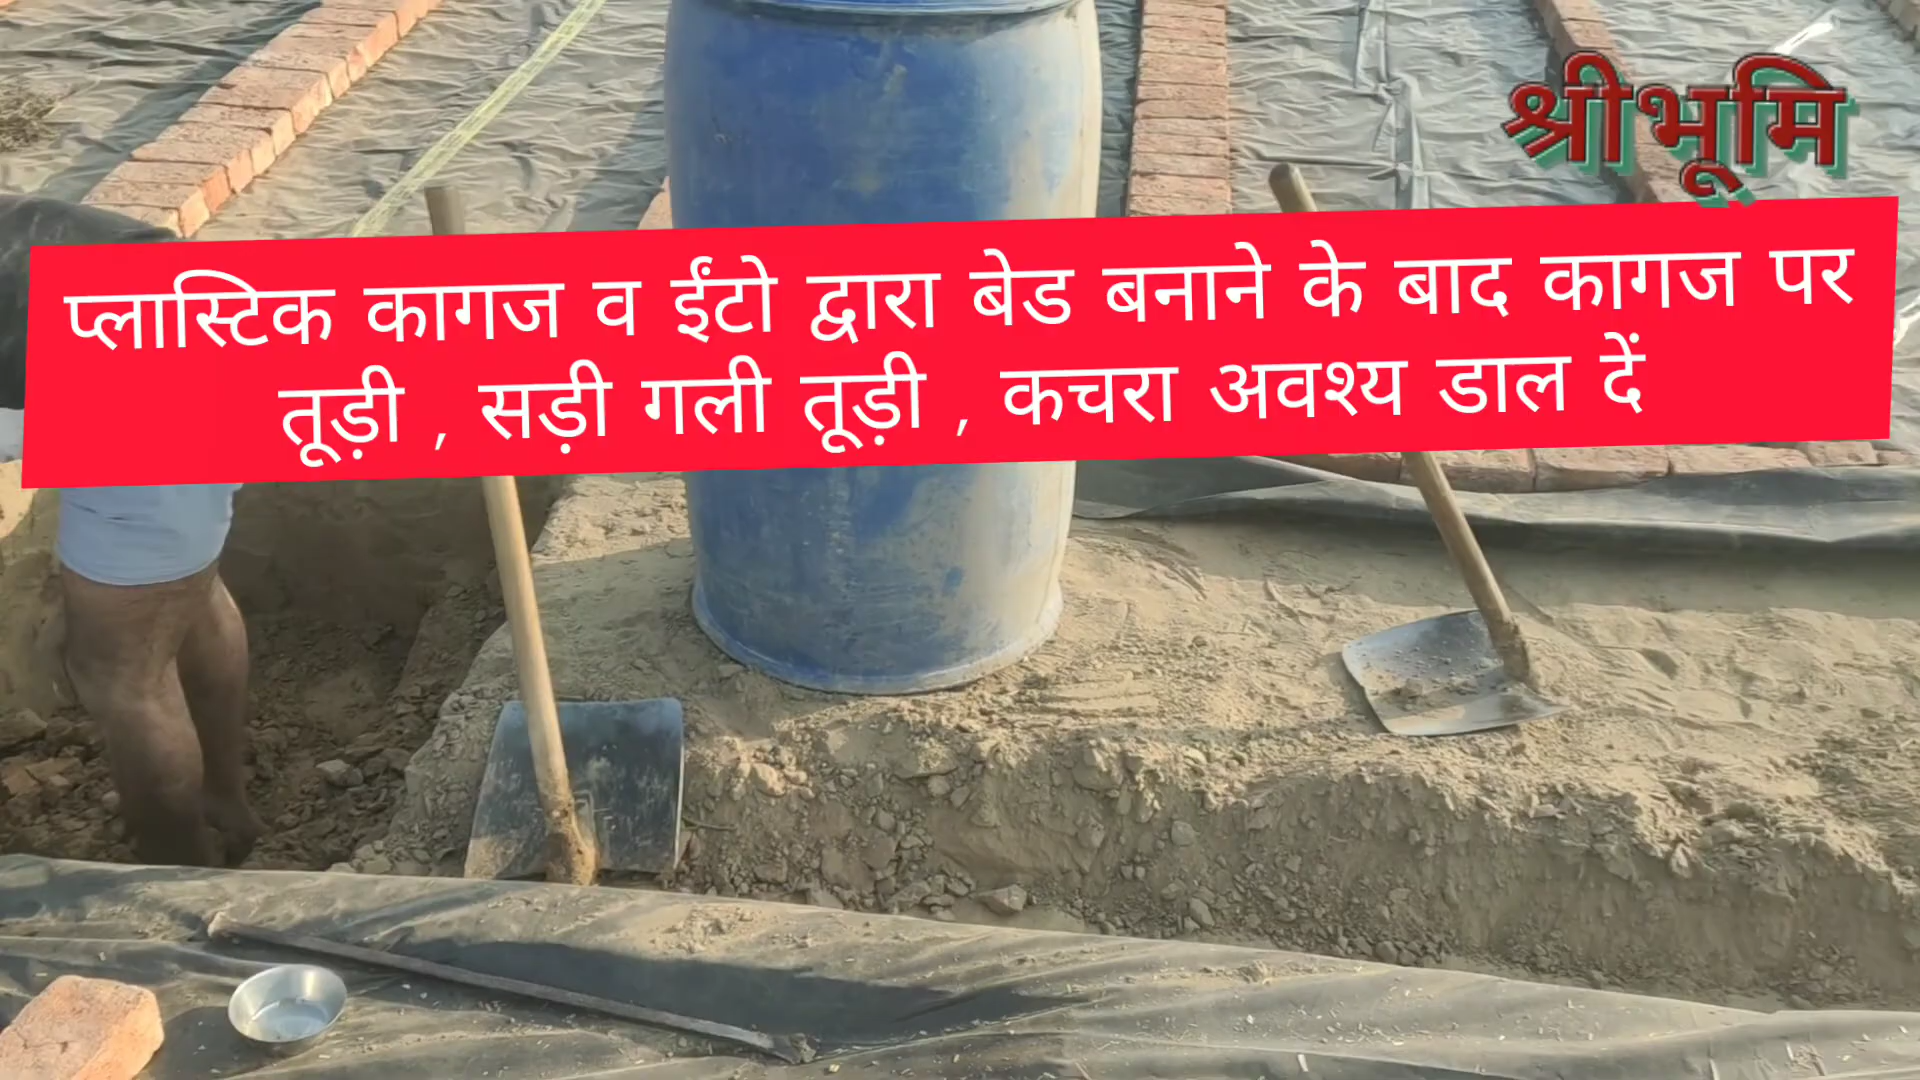 श्रीभूमि
प्लास्टिक कागज व ईंटो द्वारा बेड बनाने के बाद कागज पर
तूड़ी , सड़ी गली तूड़ी , कचरा अवश्य डाल दें